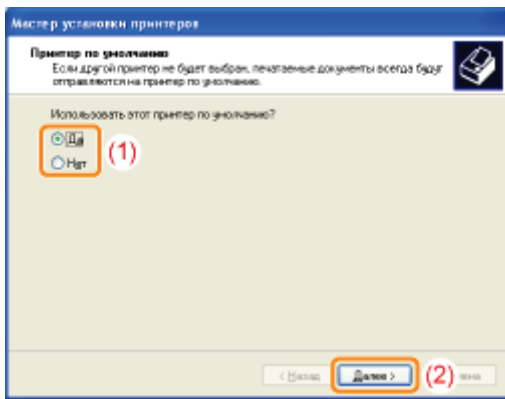 Мастер установки принтеров
Принтер по умолчанию
Если другой принтер не будет выбран, печатаемые документы всегда будут
отправляются на принтер по умолчанию.
Использовать этот принтер по умолчанию?
Да
(1)
Нет
< Назад
Далее >
(2)